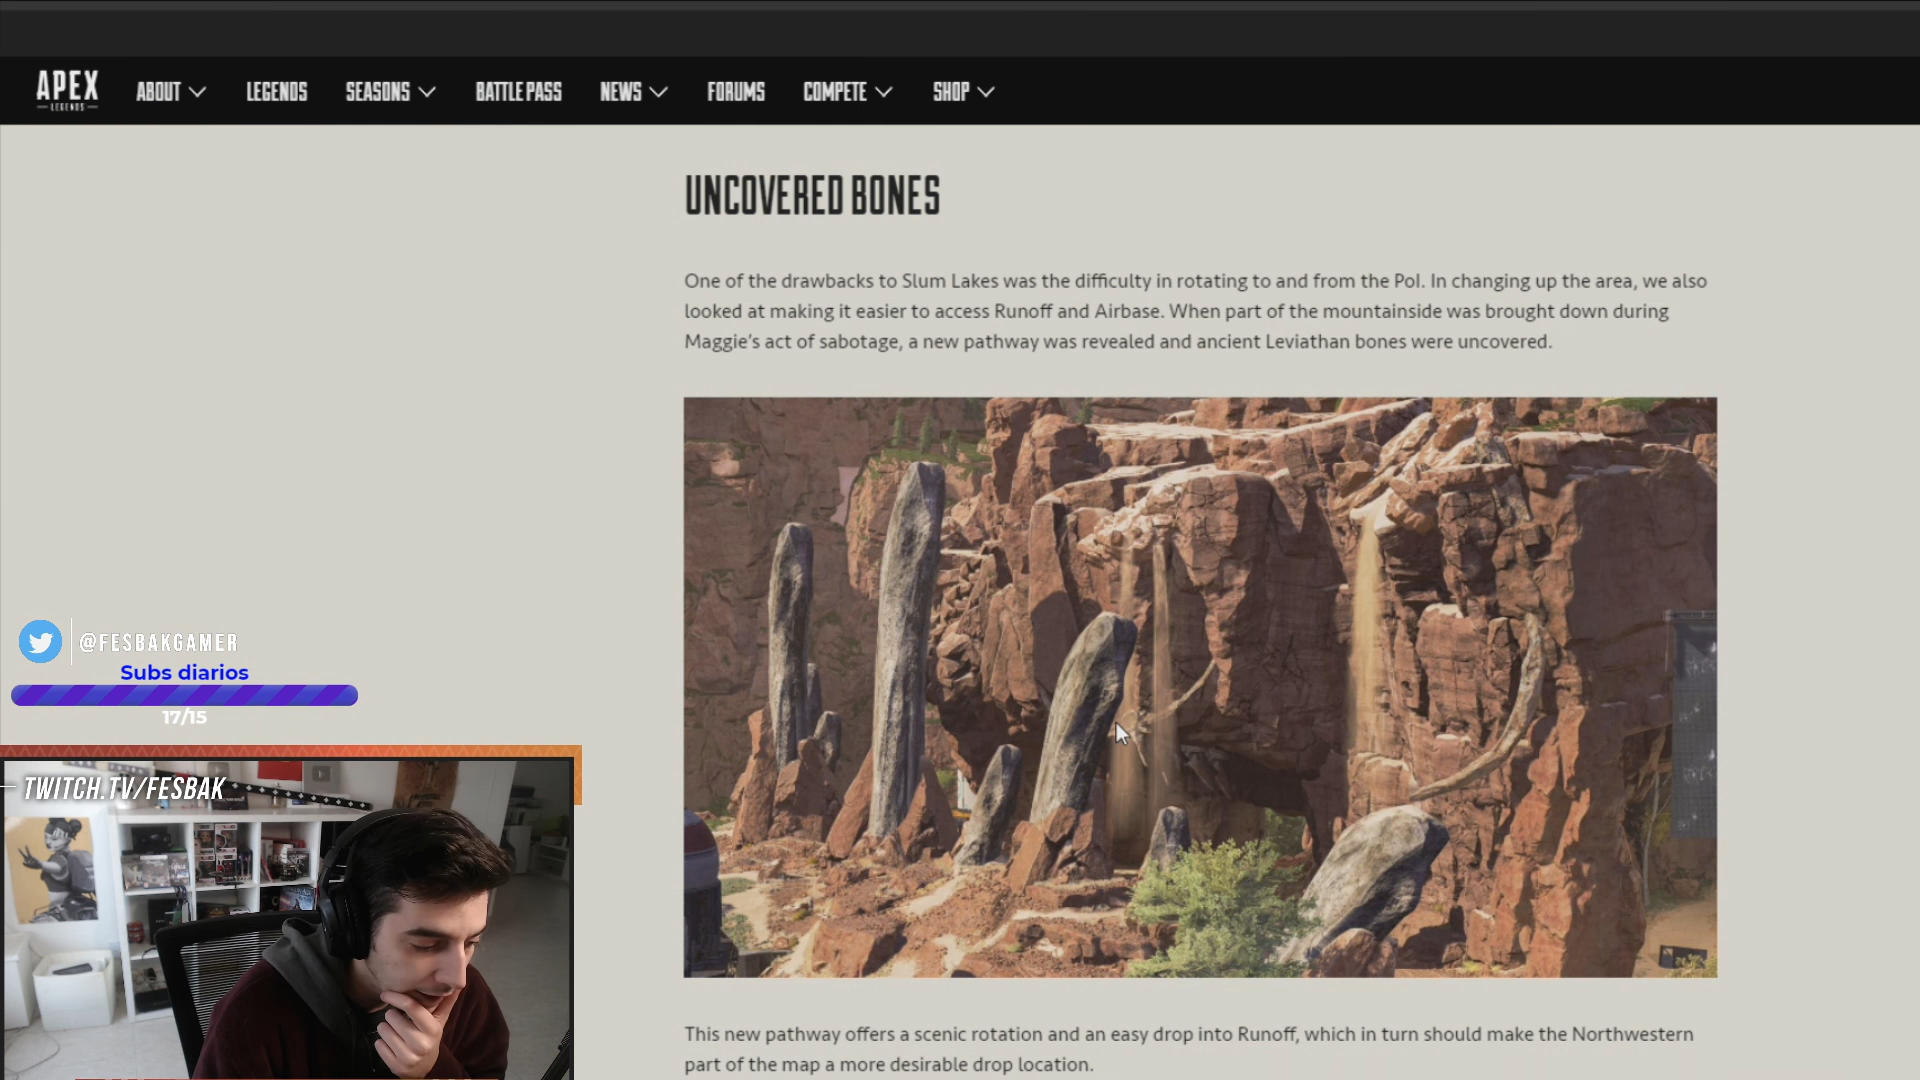 APEX
LEGENDS
ABOUT
LEGENDS
SEASONS
BATTLE PASS
NEWS
FORUMS
COMPETE
SHOP
UNCOVERED BONES
One of the drawbacks to Slum Lakes was the difficulty in rotating to and from the PoI. In changing up the area, we also
looked at making it easier to access Runoff and Airbase. When part of the mountainside was brought down during
Maggie's act of sabotage, a new pathway was revealed and ancient Leviathan bones were uncovered.
@FESBAKGAMER
Subs diarios
17/15
TWITCH.TV/FESBAK
This new pathway offers a scenic rotation and an easy drop into Runoff, which in turn should make the Northwestern
part of the map a more desirable drop location.